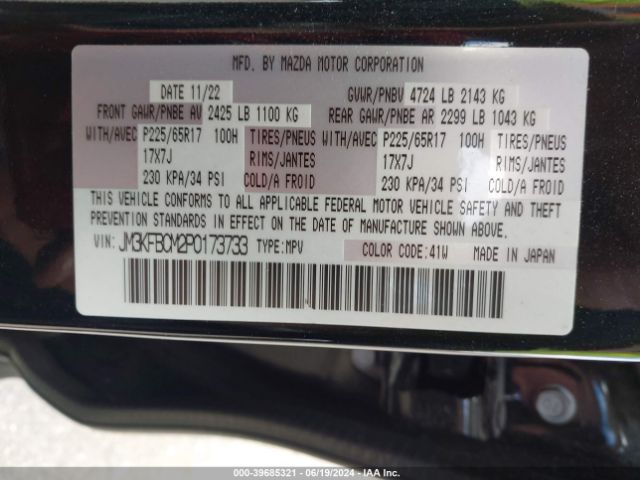 MFD. BY MAZDA MOTOR CORPORATION
DATE 11/22 GVWR/PNBV 4724 LB 2143 KG
FRONT GAWR/PNBE AV 2425 LB 1100 KG REAR GAWR/PNBE AR 2299 LB 1043 KG
WITH/AVEC P225/65R17 100H TIRES/PNEUS WITH/AVEC P225/65R17 100H TIRES/PNEUS
17X7J RIMS/JANTES 17X7J RIMS/JANTES
230 KPA/34 PSI COLD/A FROID 230 KPA/34 PSI COLD/A FROID
THIS VEHICLE CONFORMS TO ALL APPLICABLE FEDERAL MOTOR VEHICLE SAFETY AND THEFT
PREVENTION STANDARDS IN EFFECT ON THE DATE OF MANUFACTURE SHOWN ABOVE.
VIN: JM3KFBCM2P0173733 TYPE:MPV COLOR CODE:41W MADE IN JAPAN
000-39685321 / 06/19/2024 - IAA Inc.